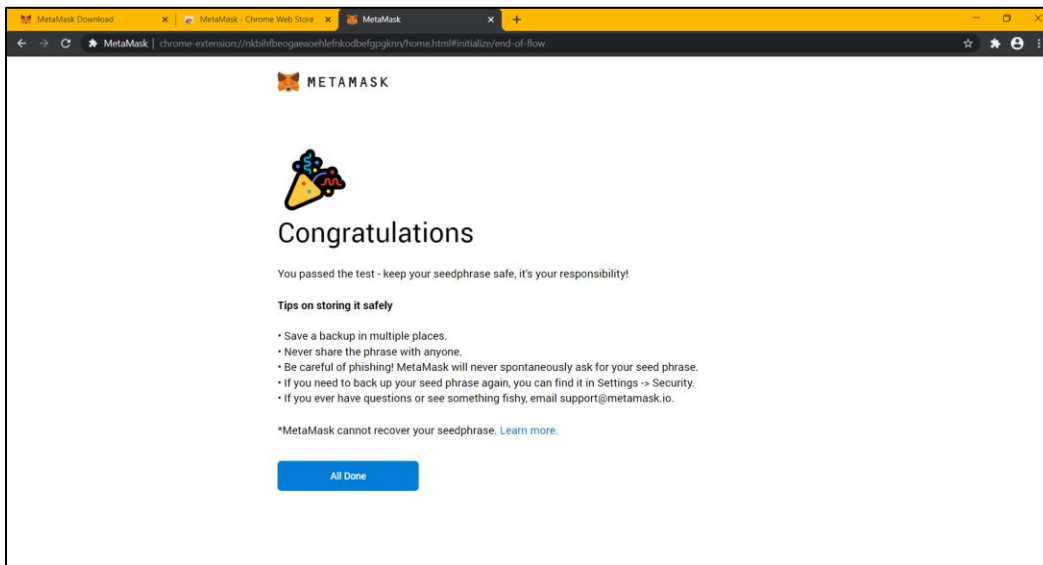 MetaMask Download
MetaMask - Chrome Web Store
MetaMask
MetaMask
chrome-extension://nkbihfbeogaeaoehlefnkodbefgpgknn/home.html#initialize/end-of-flow
METAMASK
Congratulations
You passed the test - keep your seedphrase safe, it's your responsibility!
Tips on storing it safely
• Save a backup in multiple places.
• Never share the phrase with anyone.
• Be careful of phishing! MetaMask will never spontaneously ask for your seed phrase.
• If you need to back up your seed phrase again, you can find it in Settings -> Security.
• If you ever have questions or see something fishy, email support@metamask.io.
*MetaMask cannot recover your seedphrase. Learn more.
All Done